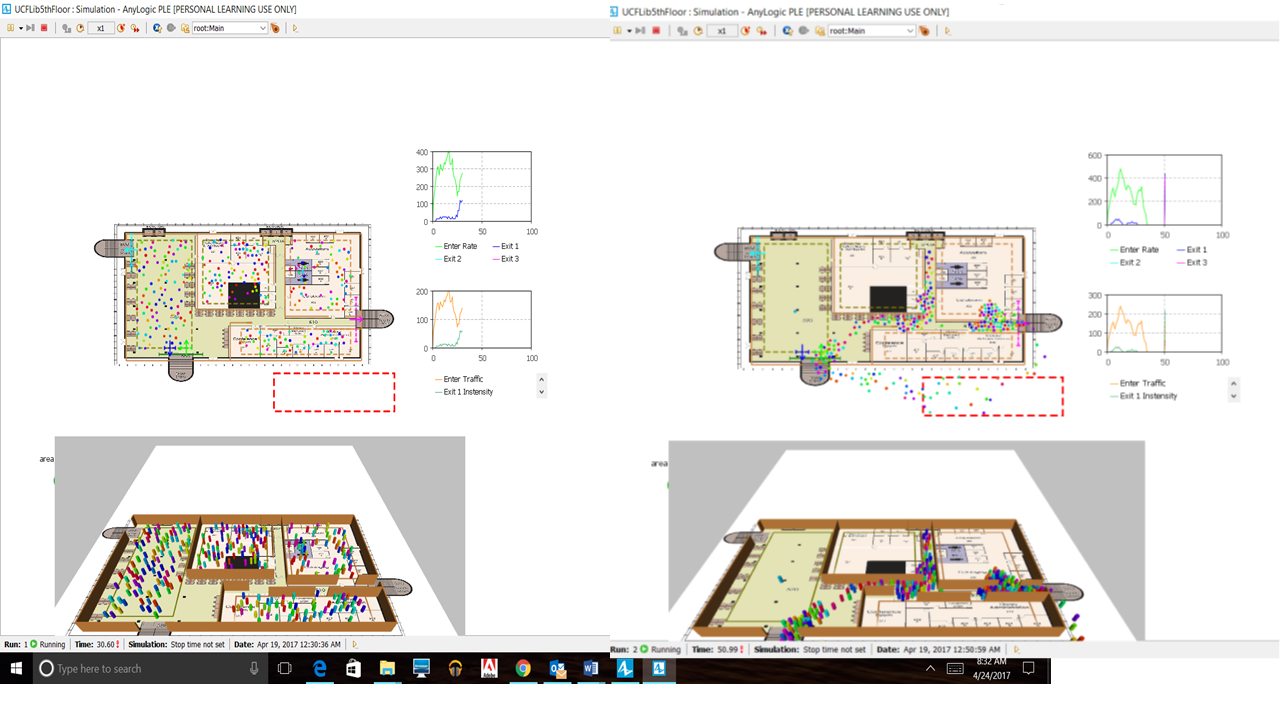 UCFLib5thFloor : Simulation - AnyLogic PLE [PERSONAL LEARNING USE ONLY]
x1
root:Main
400
300
200
100
0
0 50 100
Enter Rate Exit 1
Exit 2 Exit 3
200
100
0
0 50 100
Enter Traffic
Exit 1 Instensity
area
Run: 1 Running Time: 30.60 ! Simulation: Stop time not set Date: Apr 19, 2017 12:30:36 AM
UCFLib5thFloor : Simulation - AnyLogic PLE [PERSONAL LEARNING USE ONLY]
x1
root:Main
600
400
200
0
0 50 100
Enter Rate Exit 1
Exit 2 Exit 3
300
200
100
0
0 50 100
Enter Traffic
Exit 1 Instensity
area
Run: 2 Running Time: 50.99 ! Simulation: Stop time not set Date: Apr 19, 2017 12:50:59 AM
Type here to search
8:32 AM
4/24/2017